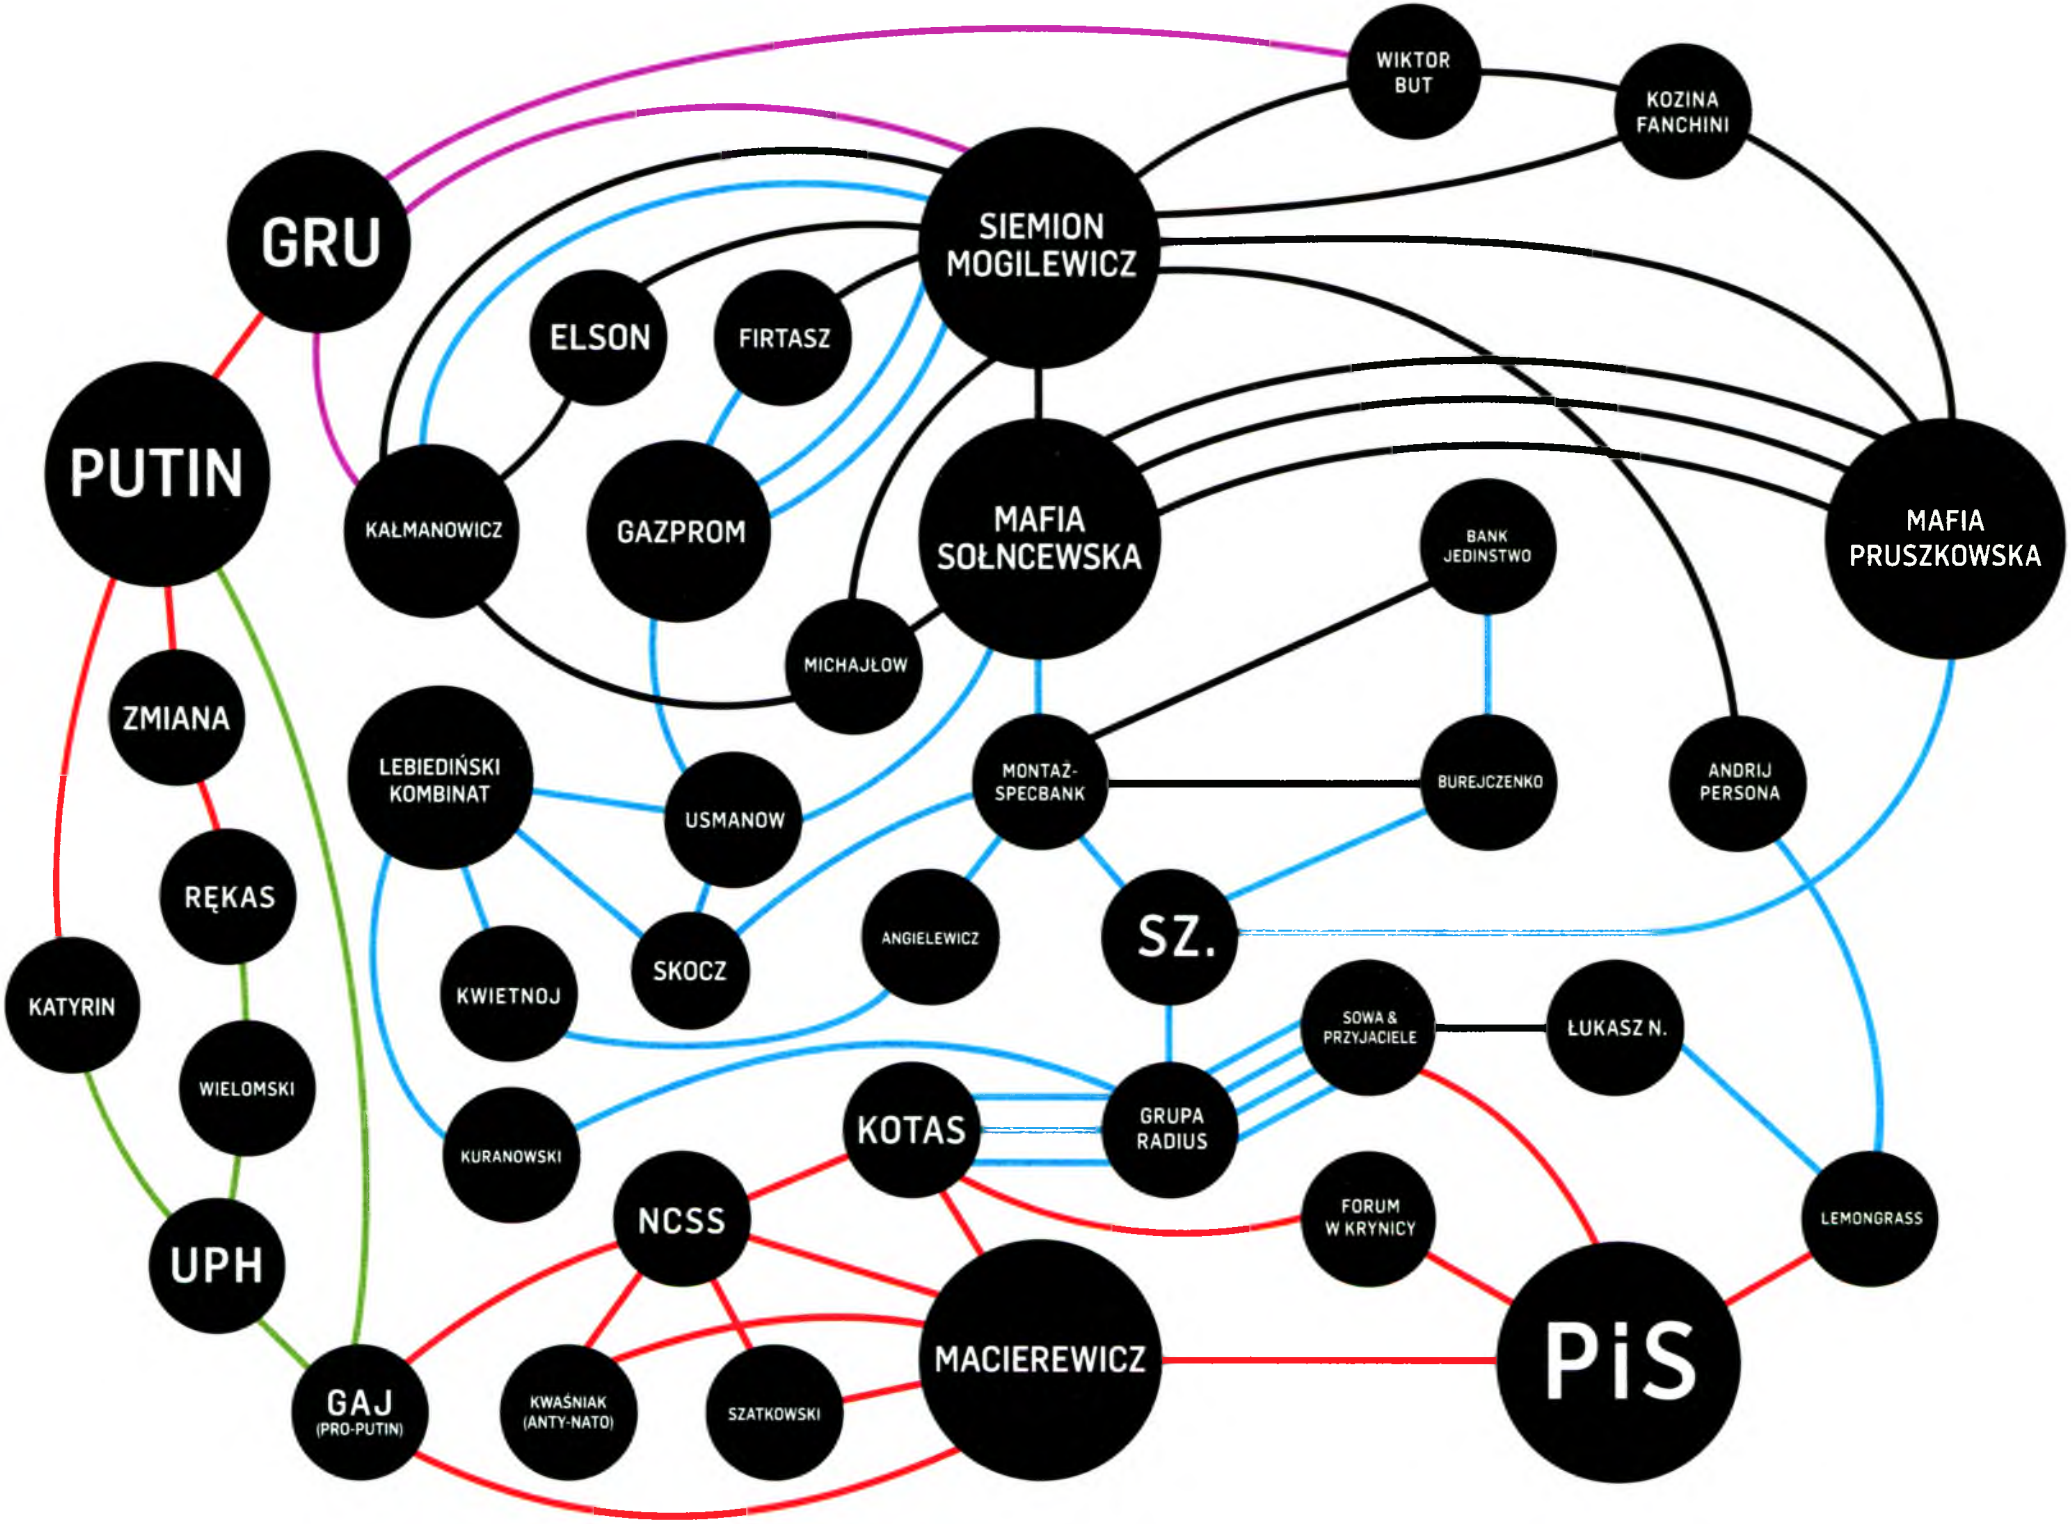 WIKTOR
BUT
KOZINA
FANCHINI
GRU
SIEMION
MOGILEWICZ
ELSON
FIRTASZ
PUTIN
KAŁMANOWICZ
GAZPROM
MAFIA
SOŁNCEWSKA
BANK
JEDINSTWO
MAFIA
PRUSZKOWSKA
MICHAJŁOW
ZMIANA
LEBIEDIŃSKI
KOMBINAT
USMANOW
MONTAŻ-
SPECBANK
BUREJCZENKO
ANDRIJ
PERSONA
RĘKAS
ANGIELEWICZ
SZ.
SKOCZ
KWIETNOJ
KATYRIN
SOWA &
PRZYJACIELE
ŁUKASZ N.
WIELOMSKI
KURANOWSKI
KOTAS
GRUPA
RADIUS
NCSS
FORUM
W KRYNICY
LEMONGRASS
UPH
MACIEREWICZ
PiS
GAJ
(PRO-PUTIN)
KWAŚNIAK
(ANTY-NATO)
SZATKOWSKI